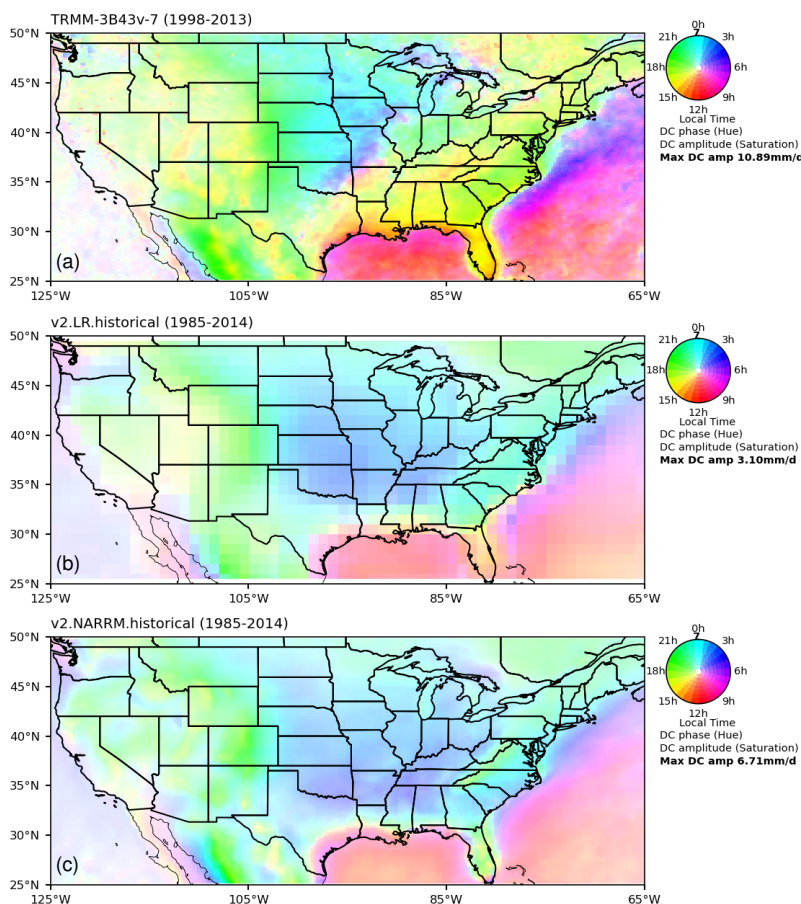 TRMM-3B43v-7 (1998-2013)
50°N
45°N
40°N
35°N
30°N
25°N
(a)
125°W
105°W
85°W
65°W
0h
21h
3h
18h
6h
15h
9h
12h
Local Time
DC phase (Hue)
DC amplitude (Saturation)
Max DC amp 10.89mm/d
v2.LR.historical (1985-2014)
50°N
45°N
40°N
35°N
30°N
25°N
(b)
125°W
105°W
85°W
65°W
0h
21h
3h
18h
6h
15h
9h
12h
Local Time
DC phase (Hue)
DC amplitude (Saturation)
Max DC amp 3.10mm/d
v2.NARRM.historical (1985-2014)
50°N
45°N
40°N
35°N
30°N
25°N
(c)
125°W
105°W
85°W
65°W
0h
21h
3h
18h
6h
15h
9h
12h
Local Time
DC phase (Hue)
DC amplitude (Saturation)
Max DC amp 6.71mm/d